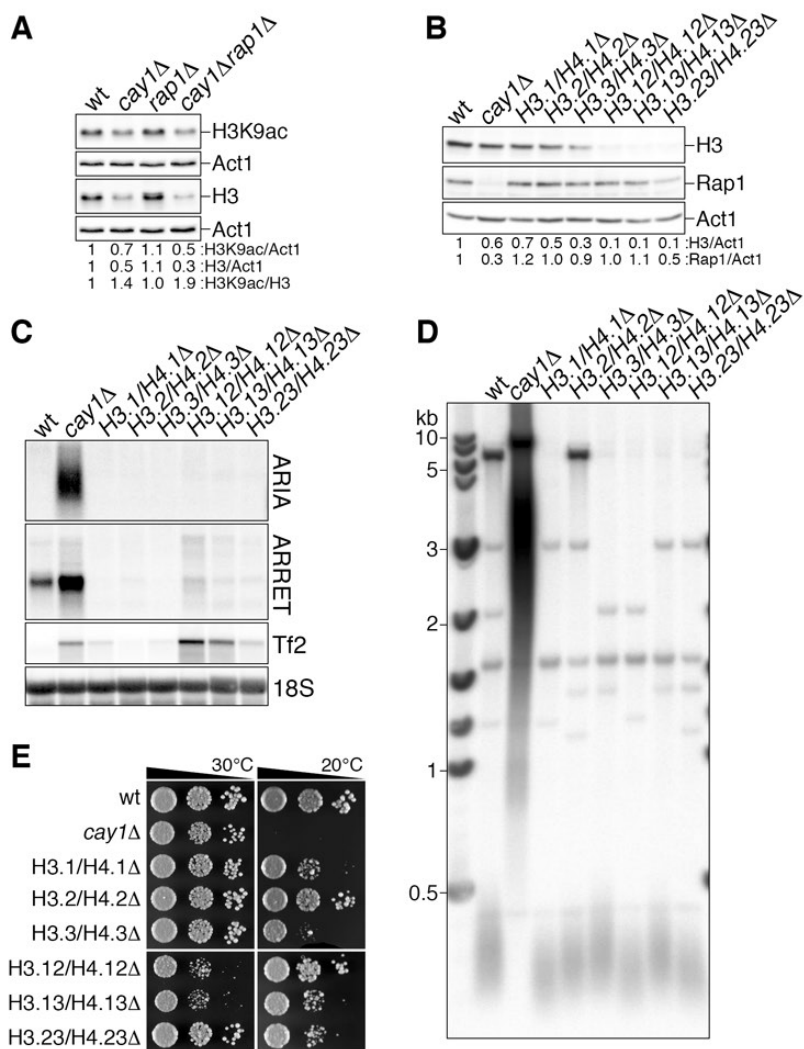 A
wt
cay1Δ
rap1Δ
cay1Δrap1Δ
H3K9ac
Act1
H3
Act1
1 0.7 1.1 0.5 :H3K9ac/Act1
1 0.5 1.1 0.3 :H3/Act1
1 1.4 1.0 1.9 :H3K9ac/H3
B
wt
cay1Δ
H3.1/H4.1Δ
H3.2/H4.2Δ
H3.3/H4.3Δ
H3.12/H4.12Δ
H3.13/H4.13Δ
H3.23/H4.23Δ
H3
Rap1
Act1
1 0.6 0.7 0.5 0.3 0.1 0.1 0.1 :H3/Act1
1 0.3 1.2 1.0 0.9 1.0 1.1 0.5 :Rap1/Act1
C
wt
cay1Δ
H3.1/H4.1Δ
H3.2/H4.2Δ
H3.3/H4.3Δ
H3.12/H4.12Δ
H3.13/H4.13Δ
H3.23/H4.23Δ
ARIA
ARRET
Tf2
18S
D
wt
cay1Δ
H3.1/H4.1Δ
H3.2/H4.2Δ
H3.3/H4.3Δ
H3.12/H4.12Δ
H3.13/H4.13Δ
H3.23/H4.23Δ
kb
10
5
3
2
1
0.5
E
30°C
20°C
wt
cay1Δ
H3.1/H4.1Δ
H3.2/H4.2Δ
H3.3/H4.3Δ
H3.12/H4.12Δ
H3.13/H4.13Δ
H3.23/H4.23Δ